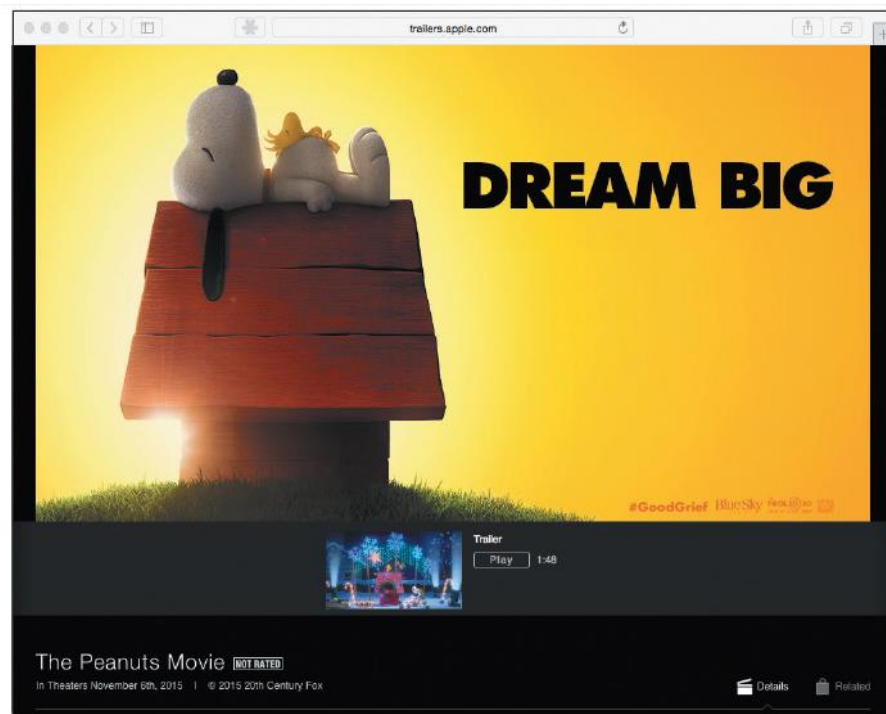 trailers.apple.com
DREAM BIG
#GoodGrief BlueSky
Trailer
Play 1:48
The Peanuts Movie NOT RATED
In Theaters November 6th, 2015 | © 2015 20th Century Fox
Details Related